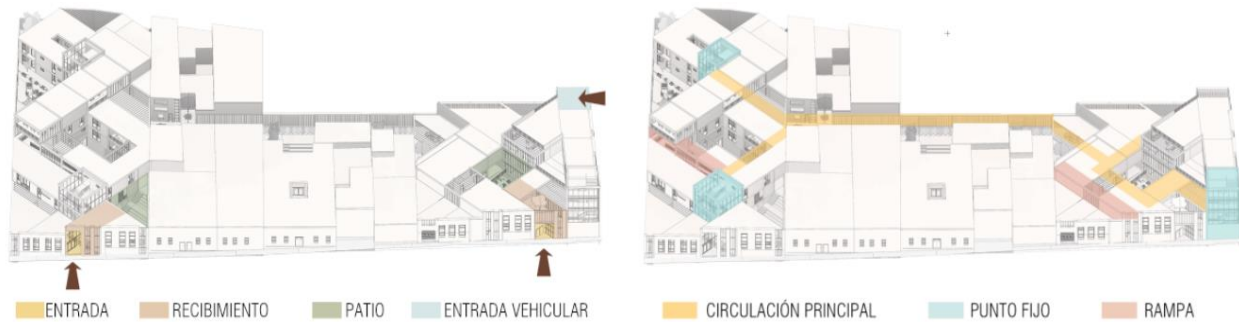 ENTRADA
RECIBIMIENTO
PATIO
ENTRADA VEHICULAR
CIRCULACIÓN PRINCIPAL
PUNTO FIJO
RAMPA